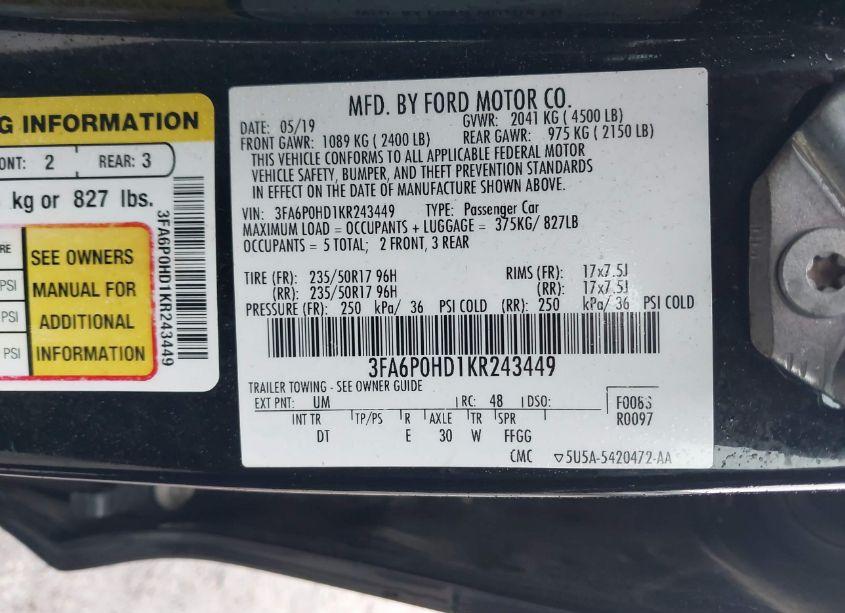 MFD. BY FORD MOTOR CO.
DATE: 05/19 GVWR: 2041 KG ( 4500 LB)
FRONT GAWR: 1089 KG ( 2400 LB) REAR GAWR: 975 KG ( 2150 LB)
THIS VEHICLE CONFORMS TO ALL APPLICABLE FEDERAL MOTOR
VEHICLE SAFETY, BUMPER, AND THEFT PREVENTION STANDARDS
IN EFFECT ON THE DATE OF MANUFACTURE SHOWN ABOVE.
VIN: 3FA6P0HD1KR243449 TYPE: Passenger Car
MAXIMUM LOAD = OCCUPANTS + LUGGAGE = 375KG/ 827LB
OCCUPANTS = 5 TOTAL; 2 FRONT, 3 REAR
TIRE (FR): 235/50R17 96H RIMS (FR): 17x7.5J
(RR): 235/50R17 96H (RR): 17x7.5J
PRESSURE (FR): 250 kPa/ 36 PSI COLD (RR): 250 kPa/ 36 PSI COLD
3FA6P0HD1KR243449
TRAILER TOWING - SEE OWNER GUIDE
EXT PNT: UM RC: 48 DSO: F0085
R0097
INT TR TP/PS R AXLE TR SPR
DT E 30 W FFGG
CMC ▽5U5A-5420472-AA
G INFORMATION
ONT: 2 REAR: 3
kg or 827 lbs.
RE
PSI
PSI
PSI
SEE OWNERS
MANUAL FOR
ADDITIONAL
INFORMATION
3FA6P0HD1KR243449